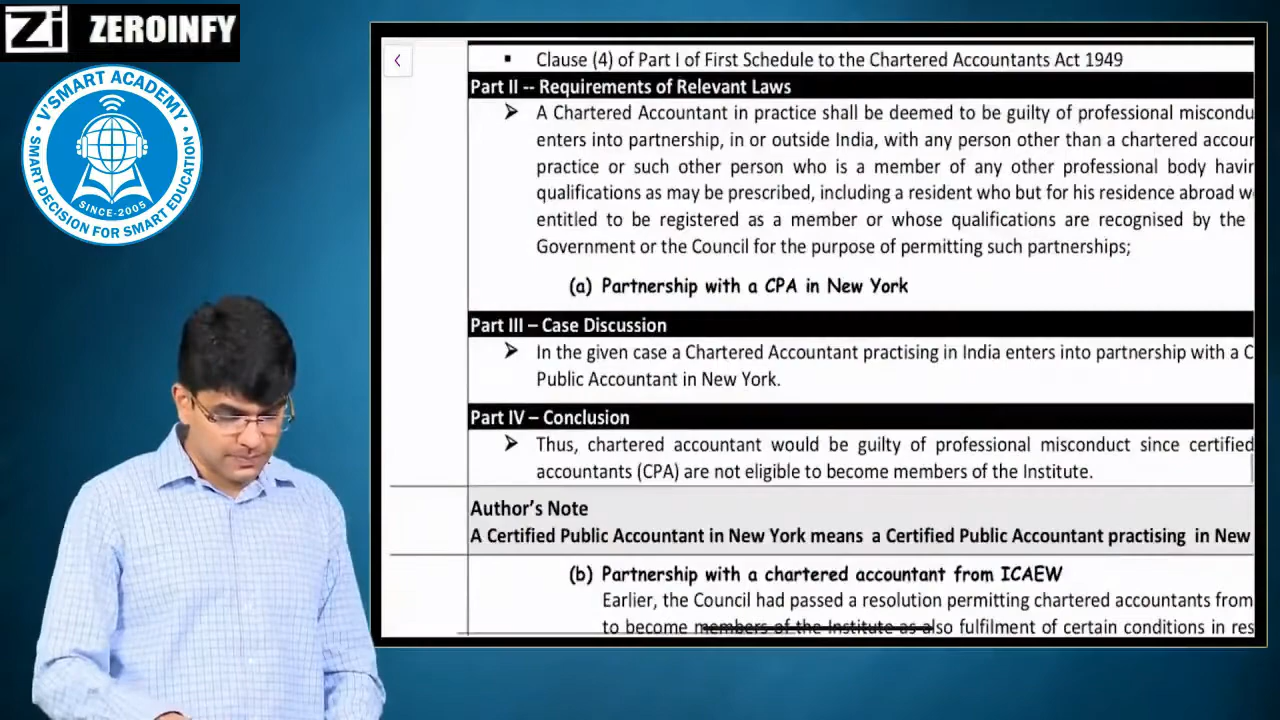 Zi ZEROINFY
V'SMART ACADEMY
SINCE-2005
SMART DECISION FOR SMART EDUCATION
<
▪ Clause (4) of Part I of First Schedule to the Chartered Accountants Act 1949
Part II -- Requirements of Relevant Laws
➢ A Chartered Accountant in practice shall be deemed to be guilty of professional miscondu
enters into partnership, in or outside India, with any person other than a chartered accour
practice or such other person who is a member of any other professional body havin
qualifications as may be prescribed, including a resident who but for his residence abroad w
entitled to be registered as a member or whose qualifications are recognised by the
Government or the Council for the purpose of permitting such partnerships;
(a) Partnership with a CPA in New York
Part III – Case Discussion
➢ In the given case a Chartered Accountant practising in India enters into partnership with a C
Public Accountant in New York.
Part IV – Conclusion
➢ Thus, chartered accountant would be guilty of professional misconduct since certified
accountants (CPA) are not eligible to become members of the Institute.
Author's Note
A Certified Public Accountant in New York means a Certified Public Accountant practising in New
(b) Partnership with a chartered accountant from ICAEW
Earlier, the Council had passed a resolution permitting chartered accountants from
to become members of the Institute as also fulfilment of certain conditions in res